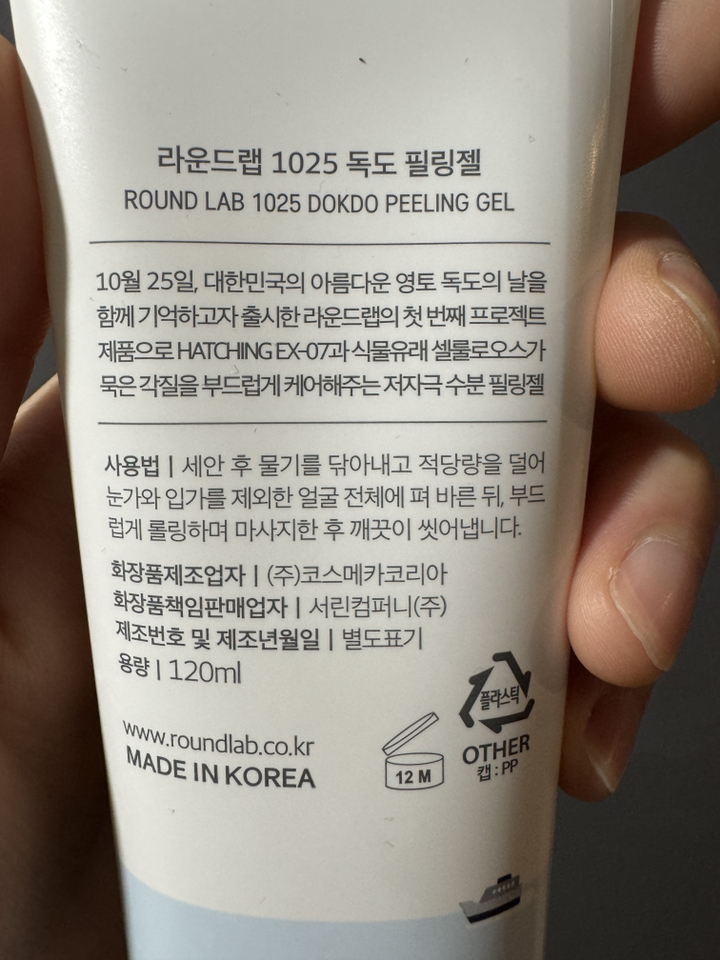 라운드랩 1025 독도 필링젤
ROUND LAB 1025 DOKDO PEELING GEL
10월 25일, 대한민국의 아름다운 영토 독도의 날을
함께 기억하고자 출시한 라운드랩의 첫 번째 프로젝트
제품으로 HATCHING EX-07과 식물유래 셀룰로오스가
묵은 각질을 부드럽게 케어해주는 저자극 수분 필링젤
사용법 | 세안 후 물기를 닦아내고 적당량을 덜어
눈가와 입가를 제외한 얼굴 전체에 펴 바른 뒤, 부드
럽게 롤링하며 마사지한 후 깨끗이 씻어냅니다.
화장품제조업자 | (주)코스메카코리아
화장품책임판매업자 | 서린컴퍼니(주)
제조번호 및 제조년월일 | 별도표기
용량 | 120ml
www.roundlab.co.kr
MADE IN KOREA
12 M
플라스틱
OTHER
캡 : PP